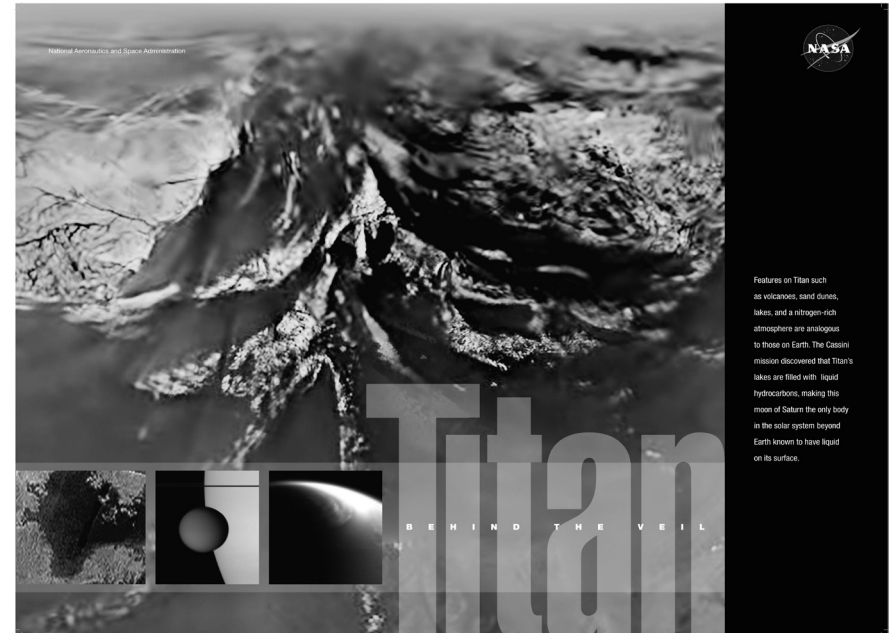 National Aeronautics and Space Administration
NASA
Features on Titan such
as volcanoes, sand dunes,
lakes, and a nitrogen-rich
atmosphere are analogous
to those on Earth. The Cassini
mission discovered that Titan's
lakes are filled with liquid
hydrocarbons, making this
moon of Saturn the only body
in the solar system beyond
Earth known to have liquid
on its surface.
Titan
BEHIND THE VEIL